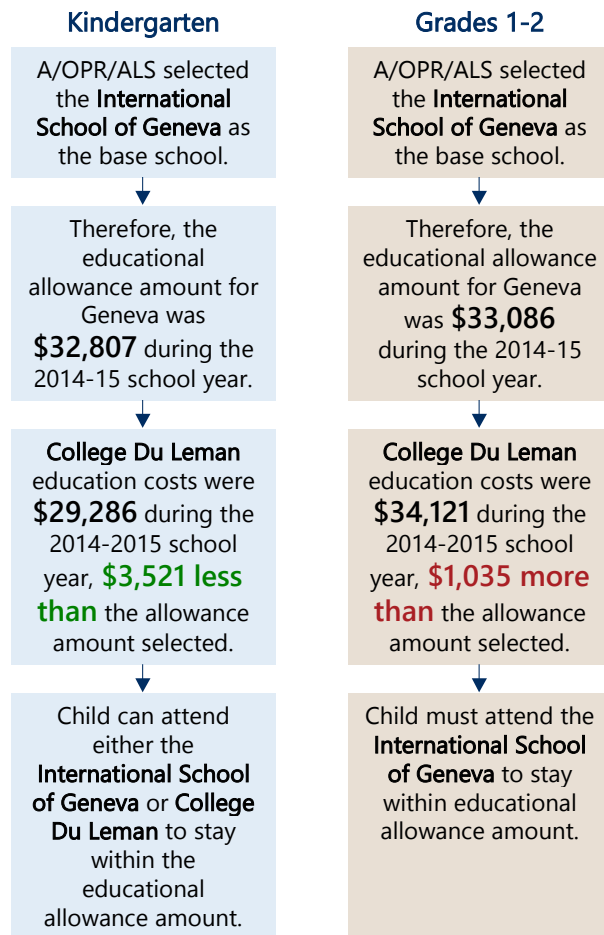 Kindergarten
A/OPR/ALS selected
the International
School of Geneva as
the base school.
Therefore, the
educational
allowance amount for
Geneva was
$32,807 during the
2014-15 school year.
College Du Leman
education costs were
$29,286 during the
2014-2015 school
year, $3,521 less
than the allowance
amount selected.
Child can attend
either the
International School
of Geneva or College
Du Leman to stay
within the
educational
allowance amount.
Grades 1-2
A/OPR/ALS selected
the International
School of Geneva as
the base school.
Therefore, the
educational allowance
amount for Geneva
was $33,086
during the 2014-15
school year.
College Du Leman
education costs were
$34,121 during the
2014-2015 school
year, $1,035 more
than the allowance
amount selected.
Child must attend the
International School
of Geneva to stay
within educational
allowance amount.